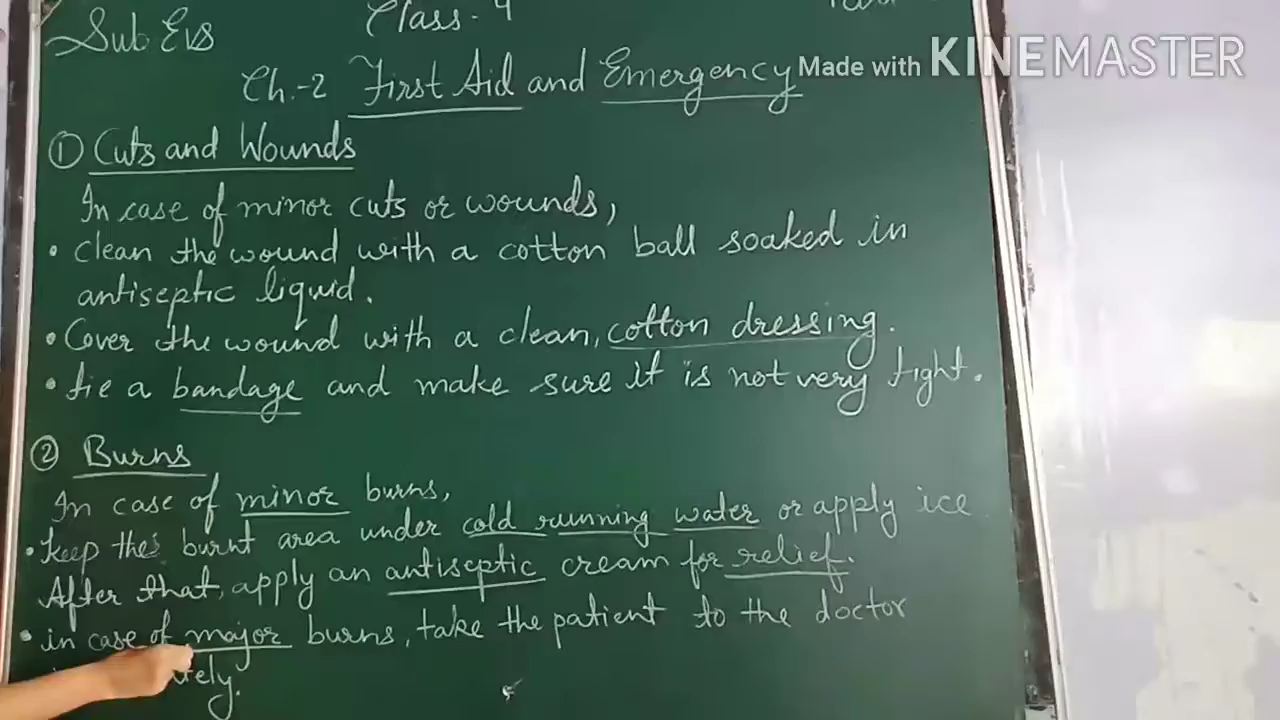 Sub Evs
Class - 4
Made with KINEMASTER
Ch.-2 First Aid and Emergency
① Cuts and Wounds
In case of minor cuts or wounds,
• Clean the wound with a cotton ball soaked in
antiseptic liquid.
• Cover the wound with a clean, cotton dressing.
• tie a bandage and make sure it is not very tight.
② Burns
In case of minor burns,
• Keep the burnt area under cold running water or apply ice
After that, apply an antiseptic cream for relief.
• in case of major burns, take the patient to the doctor